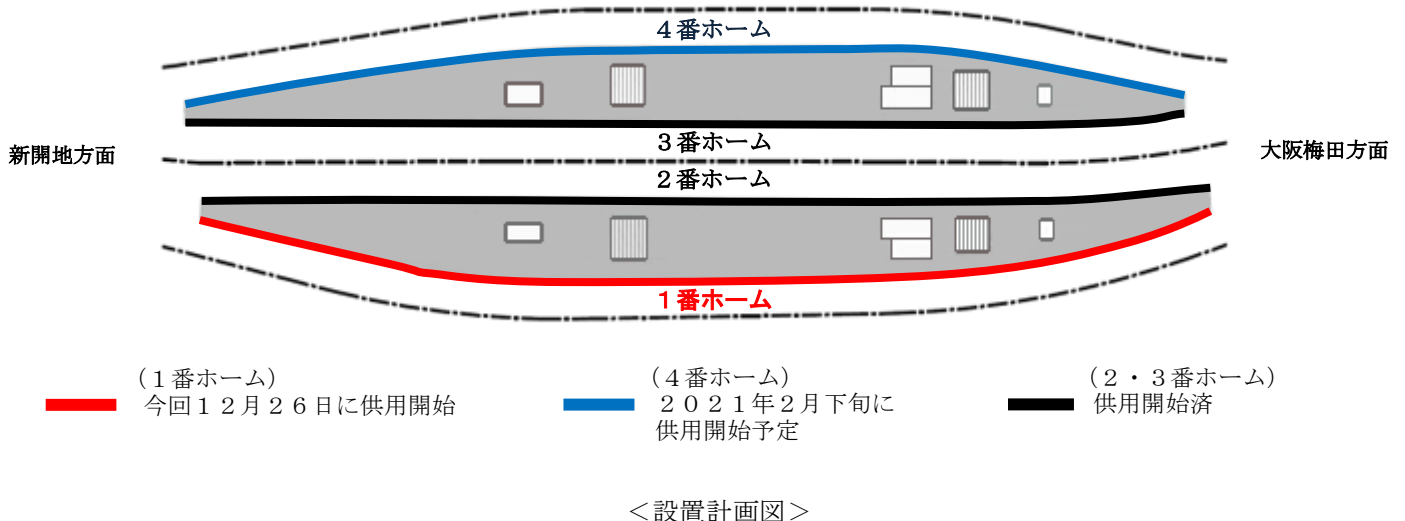 ４番ホーム
３番ホーム
新開地方面
大阪梅田方面
２番ホーム
１番ホーム
（１番ホーム）
今回１２月２６日に供用開始
（４番ホーム）
２０２１年２月下旬に
供用開始予定
（２・３番ホーム）
供用開始済
＜設置計画図＞